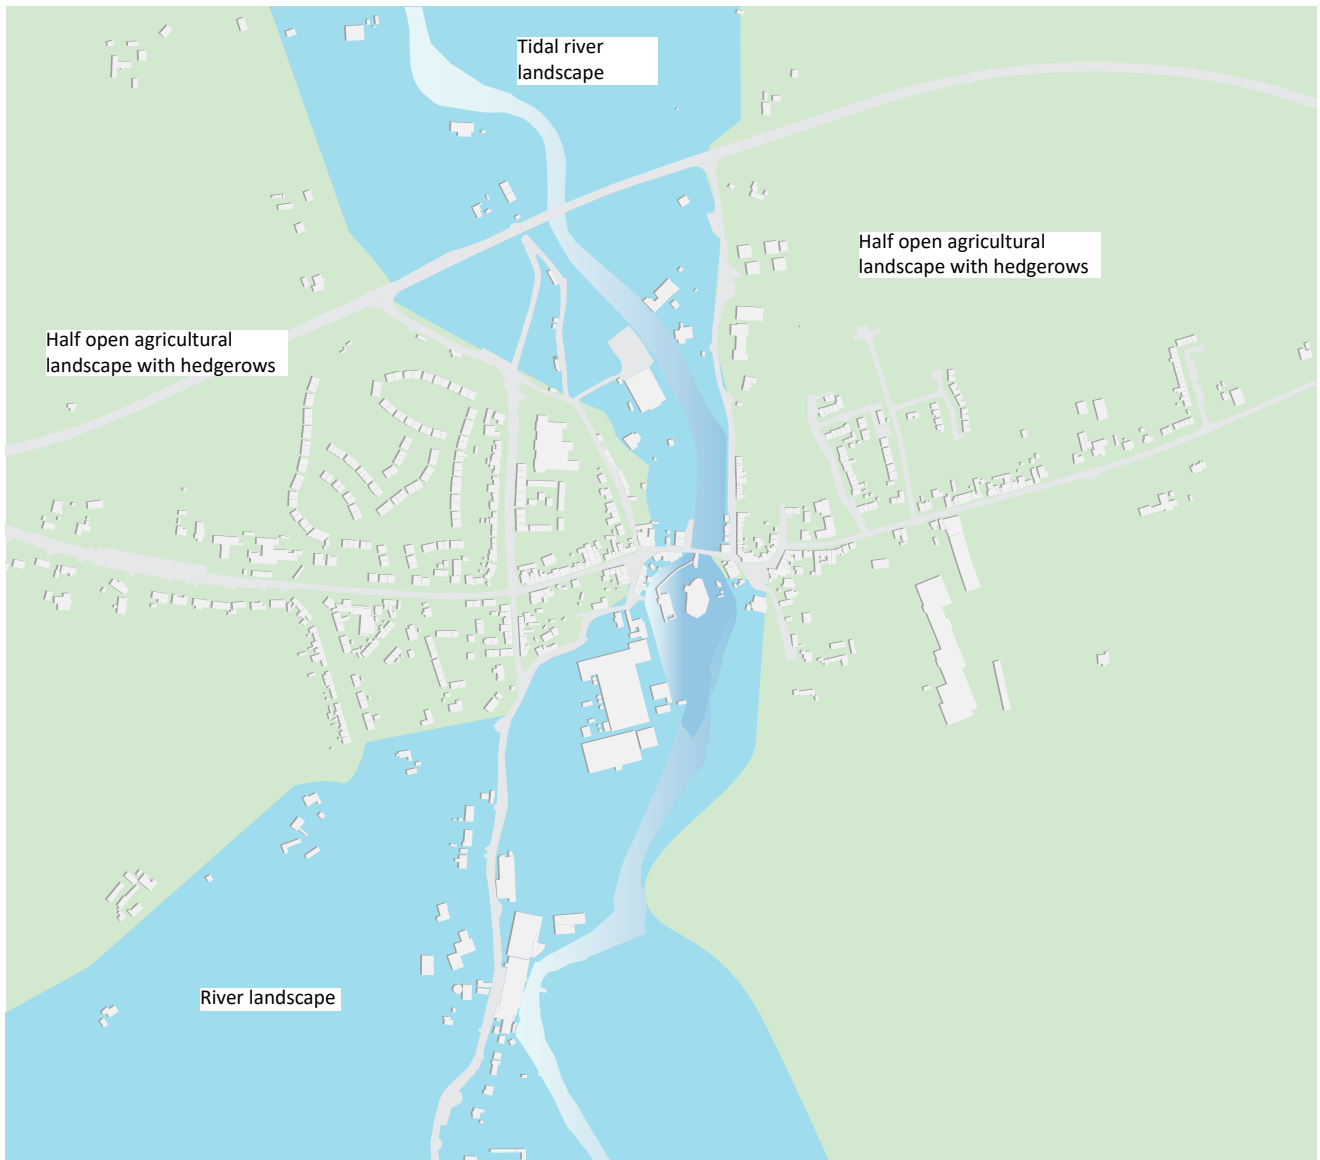 Tidal river
landscape
Half open agricultural
landscape with hedgerows
Half open agricultural
landscape with hedgerows
River landscape